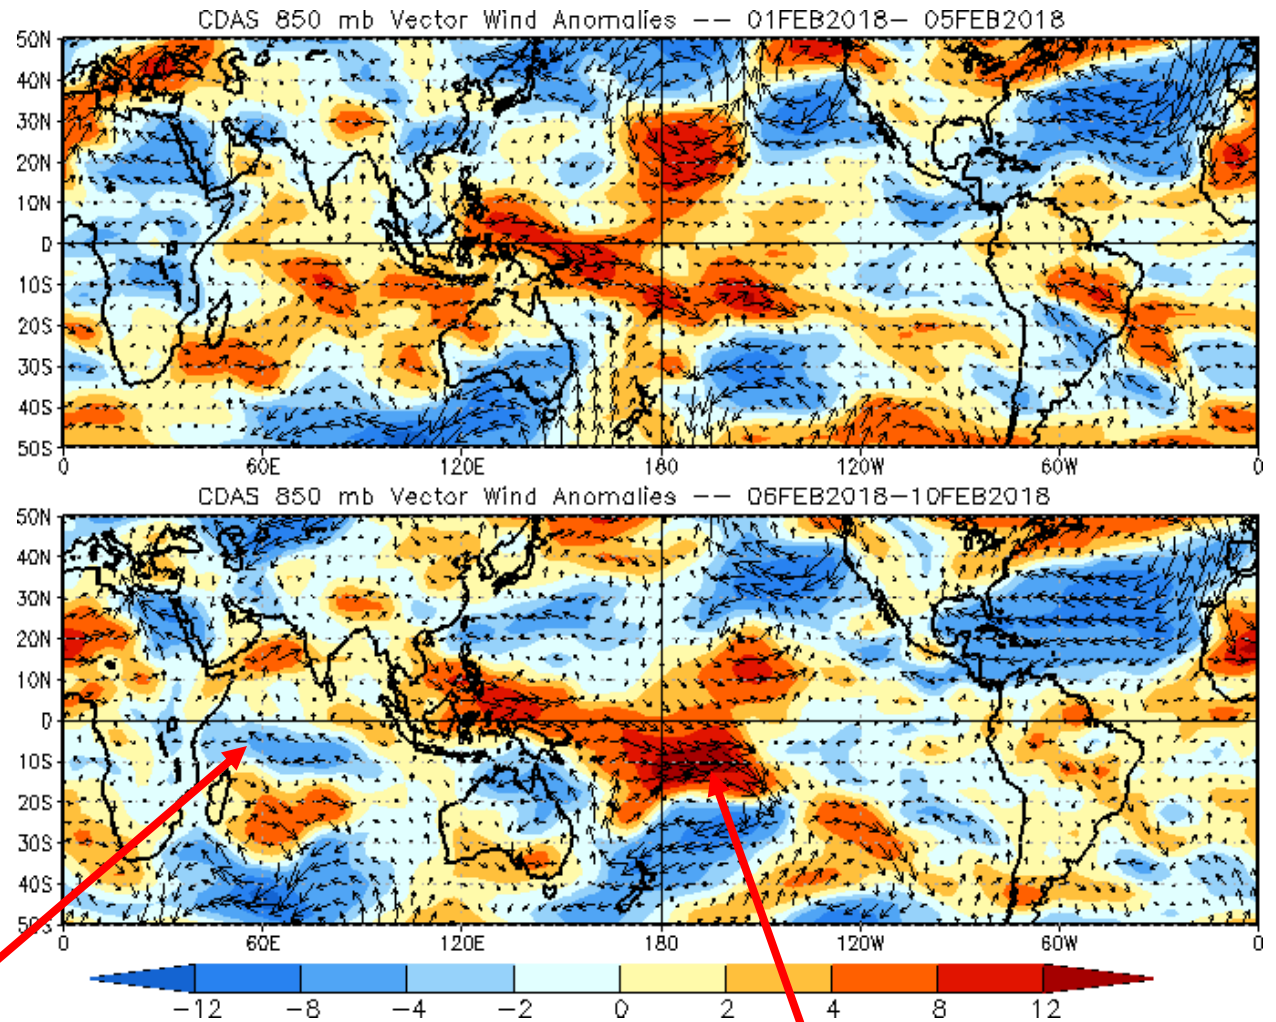 CDAS 850 mb Vector Wind Anomalies -- 01FEB2018- 05FEB2018
50N
40N
30N
20N
10N
0
10S
20S
30S
40S
50S
0 60E 120E 180 120W 60W 0
CDAS 850 mb Vector Wind Anomalies -- 06FEB2018-10FEB2018
50N
40N
30N
20N
10N
0
10S
20S
30S
40S
50S
0 60E 120E 180 120W 60W 0
-12 -8 -4 -2 0 2 4 8 12